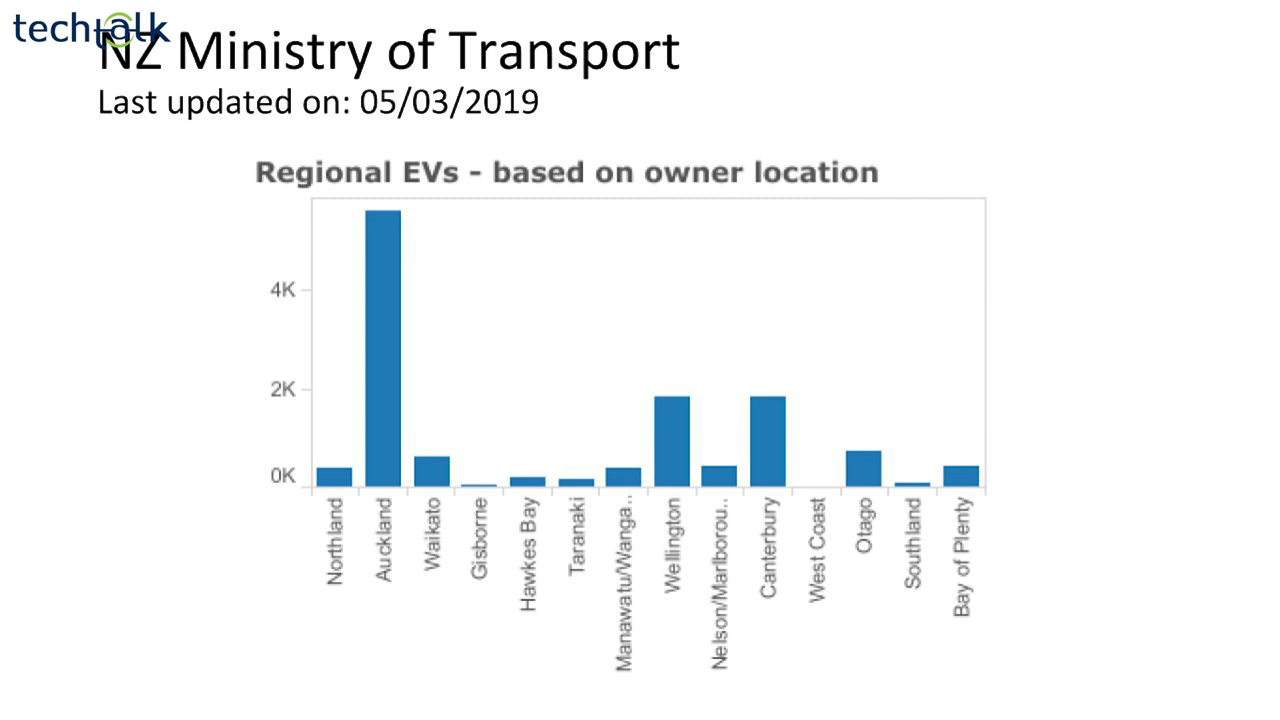 techtalk
NZ Ministry of Transport
Last updated on: 05/03/2019
Regional EVs - based on owner location
4K
2K
0K
Northland
Auckland
Waikato
Gisborne
Hawkes Bay
Taranaki
Manawatu/Wanga..
Wellington
Nelson/Marlborou..
Canterbury
West Coast
Otago
Southland
Bay of Plenty